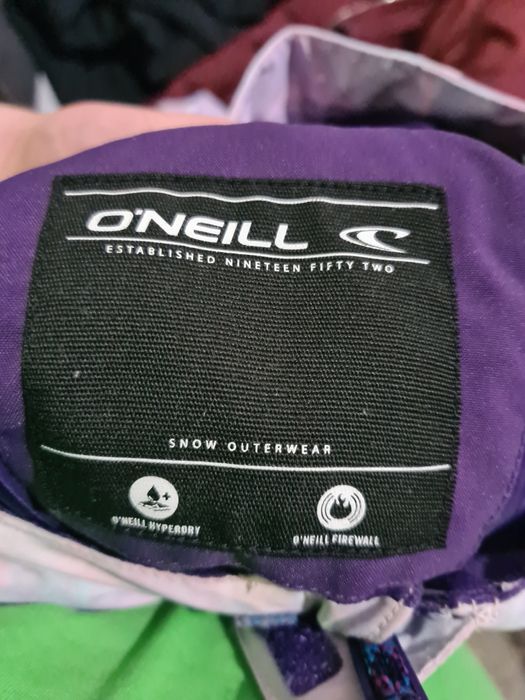 O'NEILL
ESTABLISHED NINETEEN FIFTY TWO
SNOW OUTERWEAR
O'NEILL HYPERDRY
O'NEILL FIREWALL